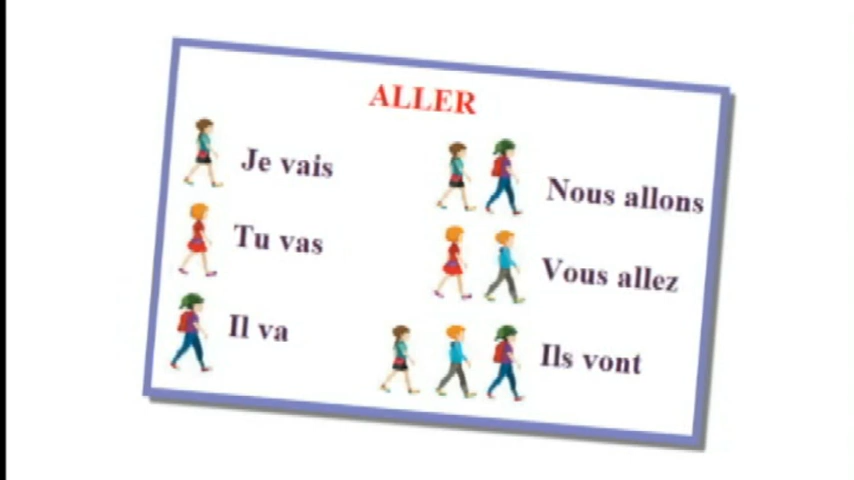 ALLER
Je vais
Tu vas
Il va
Nous allons
Vous allez
Ils vont